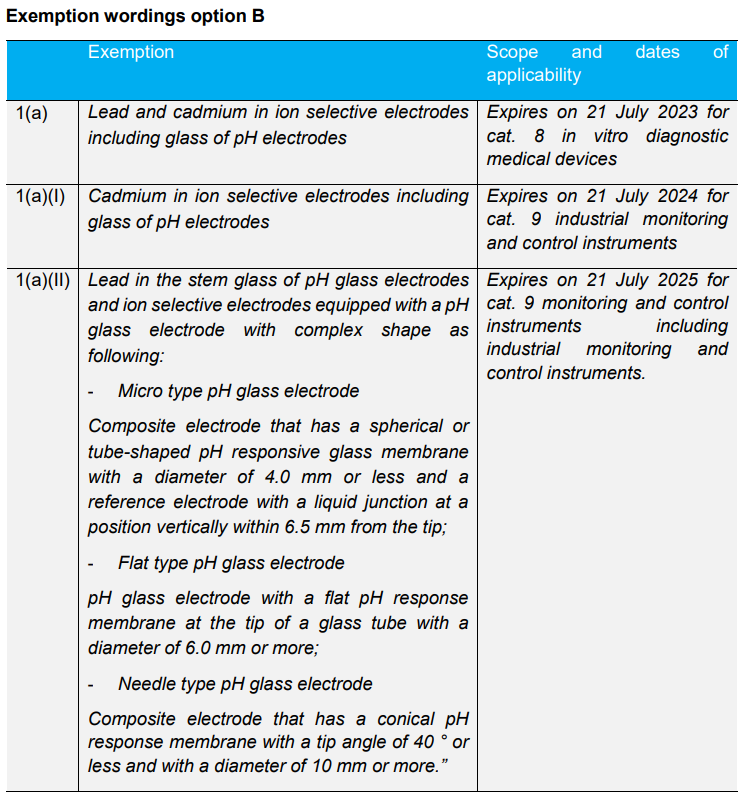 Exemption wordings option B
Exemption
Scope and dates of
applicability
1(a)
Lead and cadmium in ion selective electrodes
including glass of pH electrodes
Expires on 21 July 2023 for
cat. 8 in vitro diagnostic
medical devices
1(a)(I)
Cadmium in ion selective electrodes including
glass of pH electrodes
Expires on 21 July 2024 for
cat. 9 industrial monitoring
and control instruments
1(a)(II)
Lead in the stem glass of pH glass electrodes
and ion selective electrodes equipped with a pH
glass electrode with complex shape as
following:
- Micro type pH glass electrode
Composite electrode that has a spherical or
tube-shaped pH responsive glass membrane
with a diameter of 4.0 mm or less and a
reference electrode with a liquid junction at a
position vertically within 6.5 mm from the tip;
- Flat type pH glass electrode
pH glass electrode with a flat pH response
membrane at the tip of a glass tube with a
diameter of 6.0 mm or more;
- Needle type pH glass electrode
Composite electrode that has a conical pH
response membrane with a tip angle of 40 ° or
less and with a diameter of 10 mm or more.”
Expires on 21 July 2025 for
cat. 9 monitoring and control
instruments including
industrial monitoring and
control instruments.